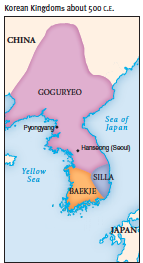 Korean Kingdoms about 500 C.E.
CHINA
GOGURYEO
Pyongyang
Sea of
Japan
Hanseong (Seoul)
Yellow
Sea
SILLA
BAEKJE
JAPAN